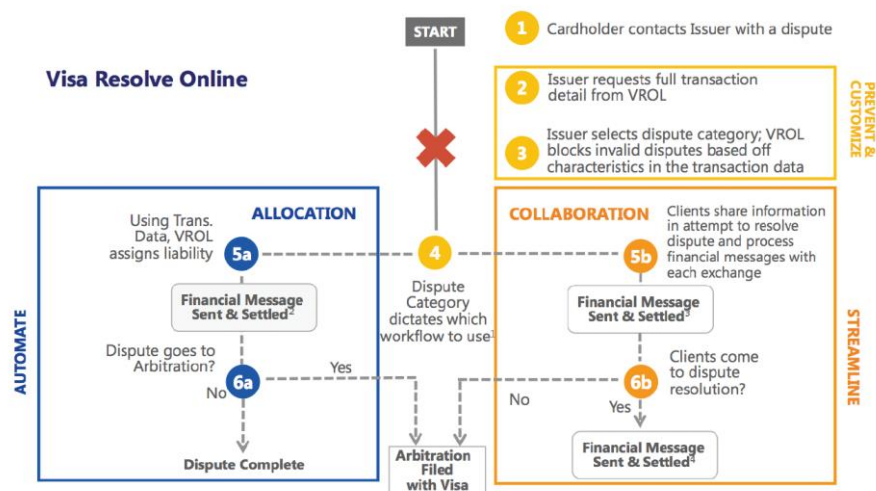 START
1 Cardholder contacts Issuer with a dispute
Visa Resolve Online
2 Issuer requests full transaction
detail from VROL
3 Issuer selects dispute category; VROL
blocks invalid disputes based off
characteristics in the transaction data
PREVENT &
CUSTOMIZE
ALLOCATION
Using Trans.
Data, VROL
assigns liability
5a
Financial Message
Sent & Settled²
Dispute goes to
Arbitration?
6a
No
Yes
Dispute Complete
AUTOMATE
4
Dispute
Category
dictates which
workflow to use¹
Arbitration
Filed
with Visa
COLLABORATION
Clients share information
in attempt to resolve
dispute and process
financial messages with
each exchange
5b
Financial Message
Sent & Settled³
Clients come
to dispute
resolution?
6b
No
Yes
Financial Message
Sent & Settled⁴
STREAMLINE